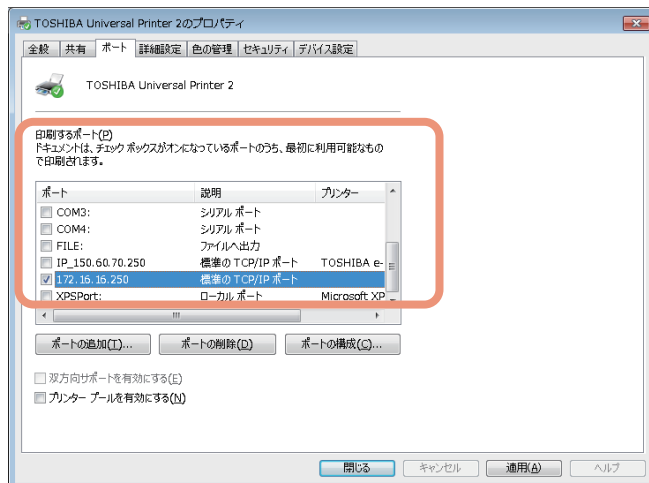 TOSHIBA Universal Printer 2のプロパティ
全般 共有 ポート 詳細設定 色の管理 セキュリティ デバイス設定
TOSHIBA Universal Printer 2
印刷するポート(P)
ドキュメントは、チェック ボックスがオンになっているポートのうち、最初に利用可能なもの
で印刷されます。
ポート 説明 プリンター
COM3: シリアル ポート
COM4: シリアル ポート
FILE: ファイルへ出力
IP_150.60.70.250 標準の TCP/IP ポート TOSHIBA e-
172.16.16.250 標準の TCP/IP ポート
XPSPort: ローカル ポート Microsoft XP
ポートの追加(T)... ポートの削除(D) ポートの構成(C)...
双方向サポートを有効にする(E)
プリンター プールを有効にする(N)
閉じる キャンセル 適用(A) ヘルプ